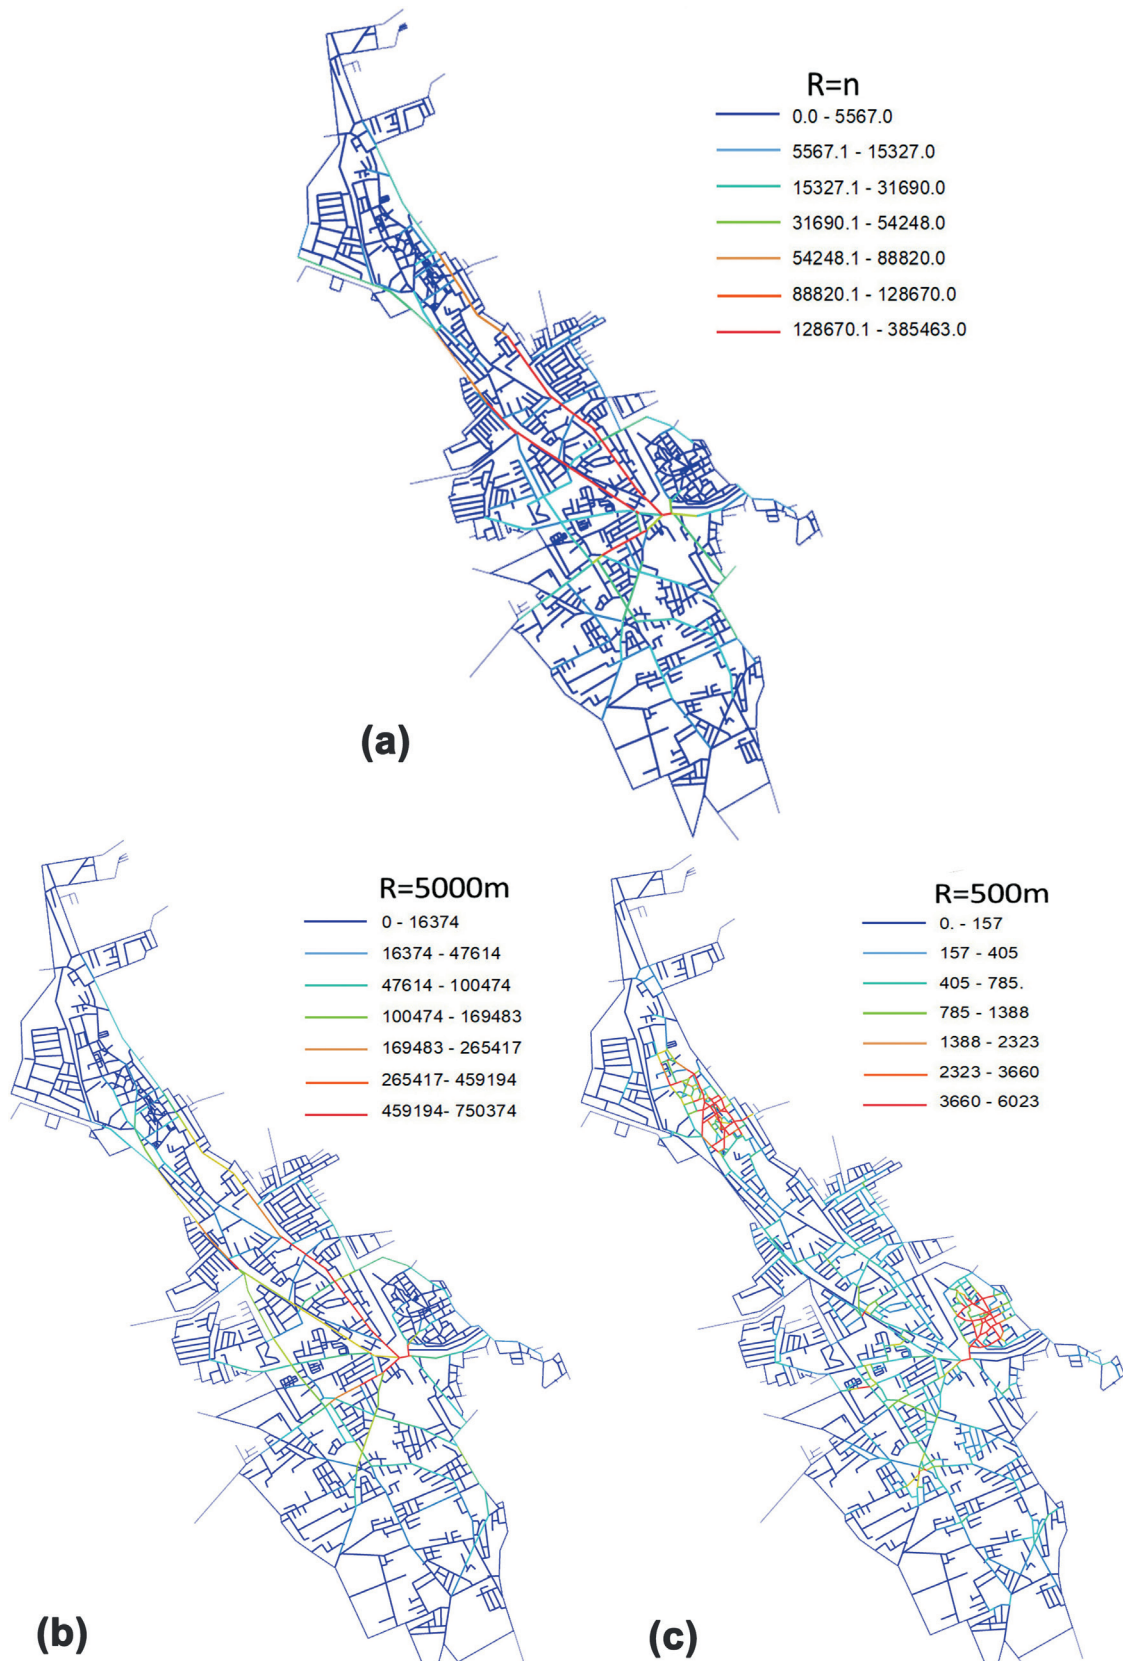 R=n
0.0 - 5567.0
5567.1 - 15327.0
15327.1 - 31690.0
31690.1 - 54248.0
54248.1 - 88820.0
88820.1 - 128670.0
128670.1 - 385463.0
(a)
R=5000m
0 - 16374
16374 - 47614
47614 - 100474
100474 - 169483
169483 - 265417
265417- 459194
459194- 750374
(b)
R=500m
0. - 157
157 - 405
405 - 785.
785 - 1388
1388 - 2323
2323 - 3660
3660 - 6023
(c)